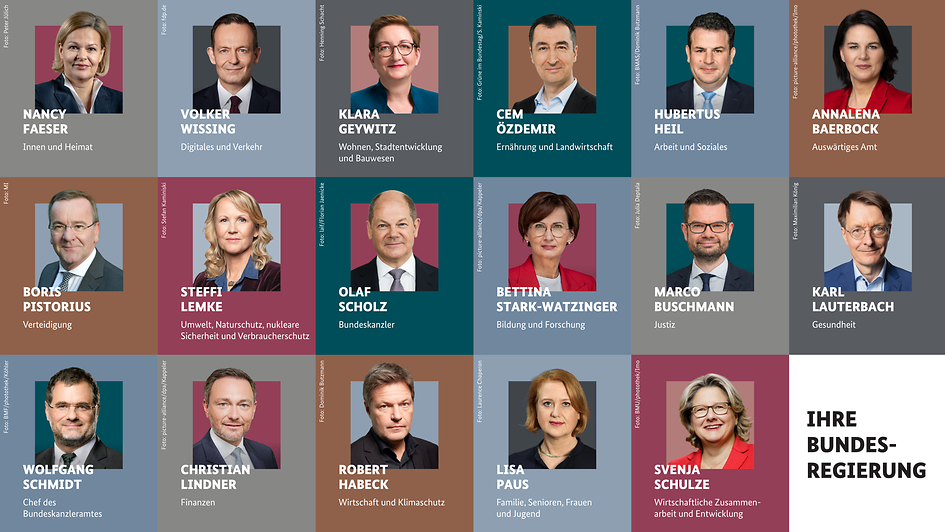 Foto: Peter Jülich
NANCY
FAESER
Innen und Heimat
Foto: fdp.de
VOLKER
WISSING
Digitales und Verkehr
Foto: Henning Schacht
KLARA
GEYWITZ
Wohnen, Stadtentwicklung
und Bauwesen
Foto: Grüne im Bundestag/S. Kaminski
CEM
ÖZDEMIR
Ernährung und Landwirtschaft
Foto: BMAS/Dominik Butzmann
HUBERTUS
HEIL
Arbeit und Soziales
Foto: picture-alliance/photothek/Imo
ANNALENA
BAERBOCK
Auswärtiges Amt
Foto: MI
BORIS
PISTORIUS
Verteidigung
Foto: Stefan Kaminski
STEFFI
LEMKE
Umwelt, Naturschutz, nukleare
Sicherheit und Verbraucherschutz
Foto: laif/Florian Jaenicke
OLAF
SCHOLZ
Bundeskanzler
Foto: picture-alliance/dpa/Kappeler
BETTINA
STARK-WATZINGER
Bildung und Forschung
Foto: Julia Deptala
MARCO
BUSCHMANN
Justiz
Foto: Maximilian König
KARL
LAUTERBACH
Gesundheit
Foto: BMF/photothek/Köhler
WOLFGANG
SCHMIDT
Chef des
Bundeskanzleramtes
Foto: picture-alliance/dpa/Kappeler
CHRISTIAN
LINDNER
Finanzen
Foto: Dominik Butzmann
ROBERT
HABECK
Wirtschaft und Klimaschutz
Foto: Laurence Chaperon
LISA
PAUS
Familie, Senioren, Frauen
und Jugend
Foto: BMU/photothek/Imo
SVENJA
SCHULZE
Wirtschaftliche Zusammen-
arbeit und Entwicklung
IHRE
BUNDES-
REGIERUNG